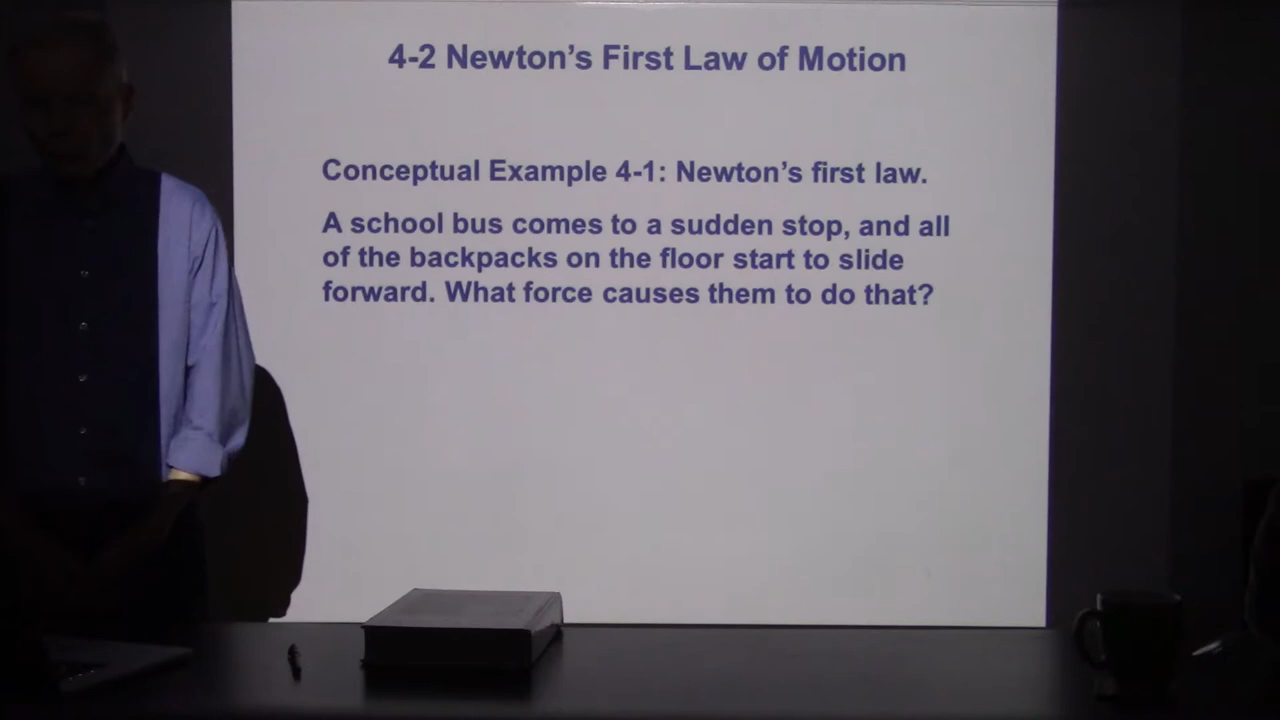 4-2 Newton’s First Law of Motion
Conceptual Example 4-1: Newton’s first law.
A school bus comes to a sudden stop, and all
of the backpacks on the floor start to slide
forward. What force causes them to do that?